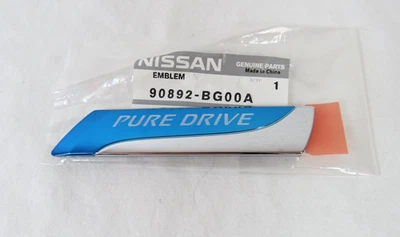 NISSAN
GENUINE PARTS
EMBLEM
Made in China
90892-BG00A
1
PURE DRIVE